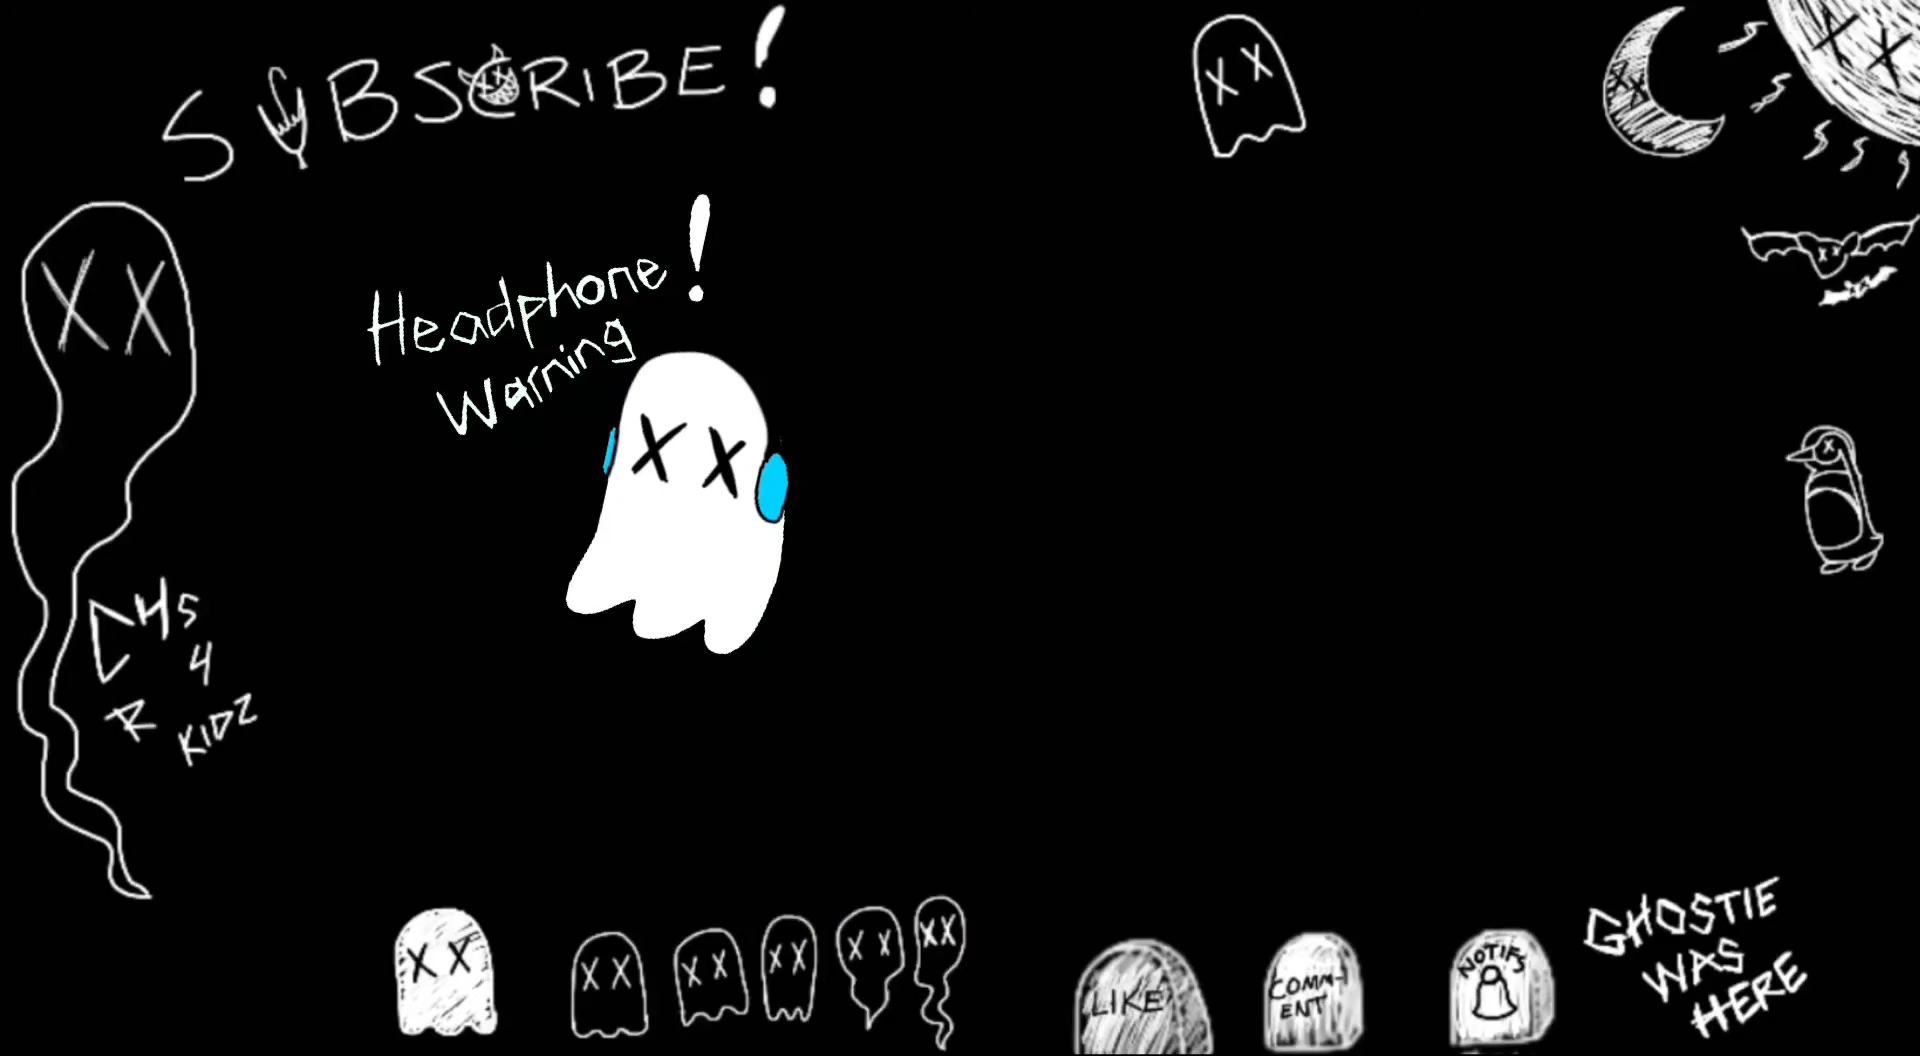 SUBSCRIBE!
Headphone!
Warning
CHS
4
R KIDZ
LIKE
COMM-
ENT
NOTIFS
GHOSTIE
WAS
HERE